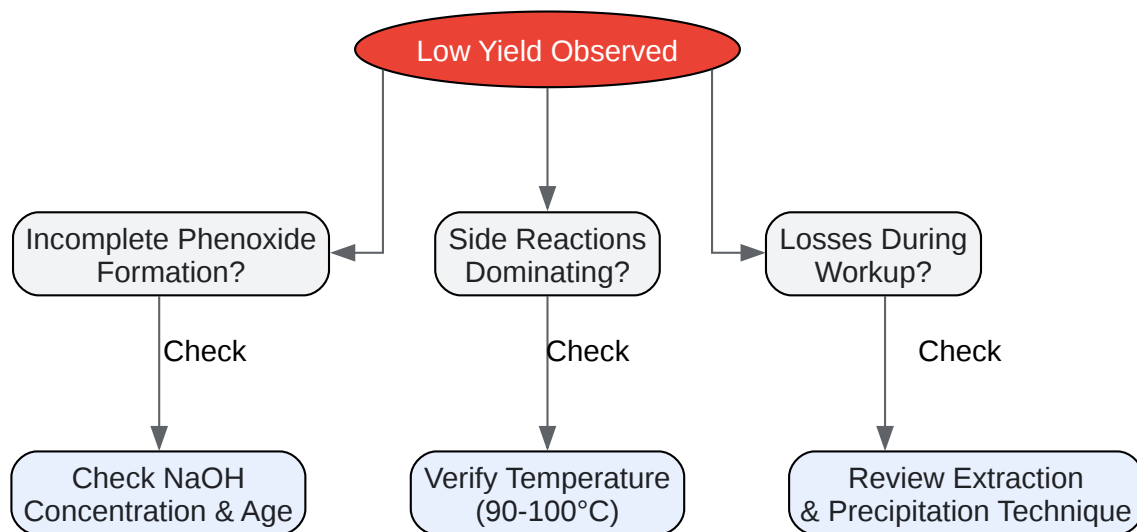 Low Yield Observed
Incomplete Phenoxide
Formation?
Side Reactions
Dominating?
Losses During
Workup?
Check
Check
Check
Check NaOH
Concentration & Age
Verify Temperature
(90-100°C)
Review Extraction
& Precipitation Technique